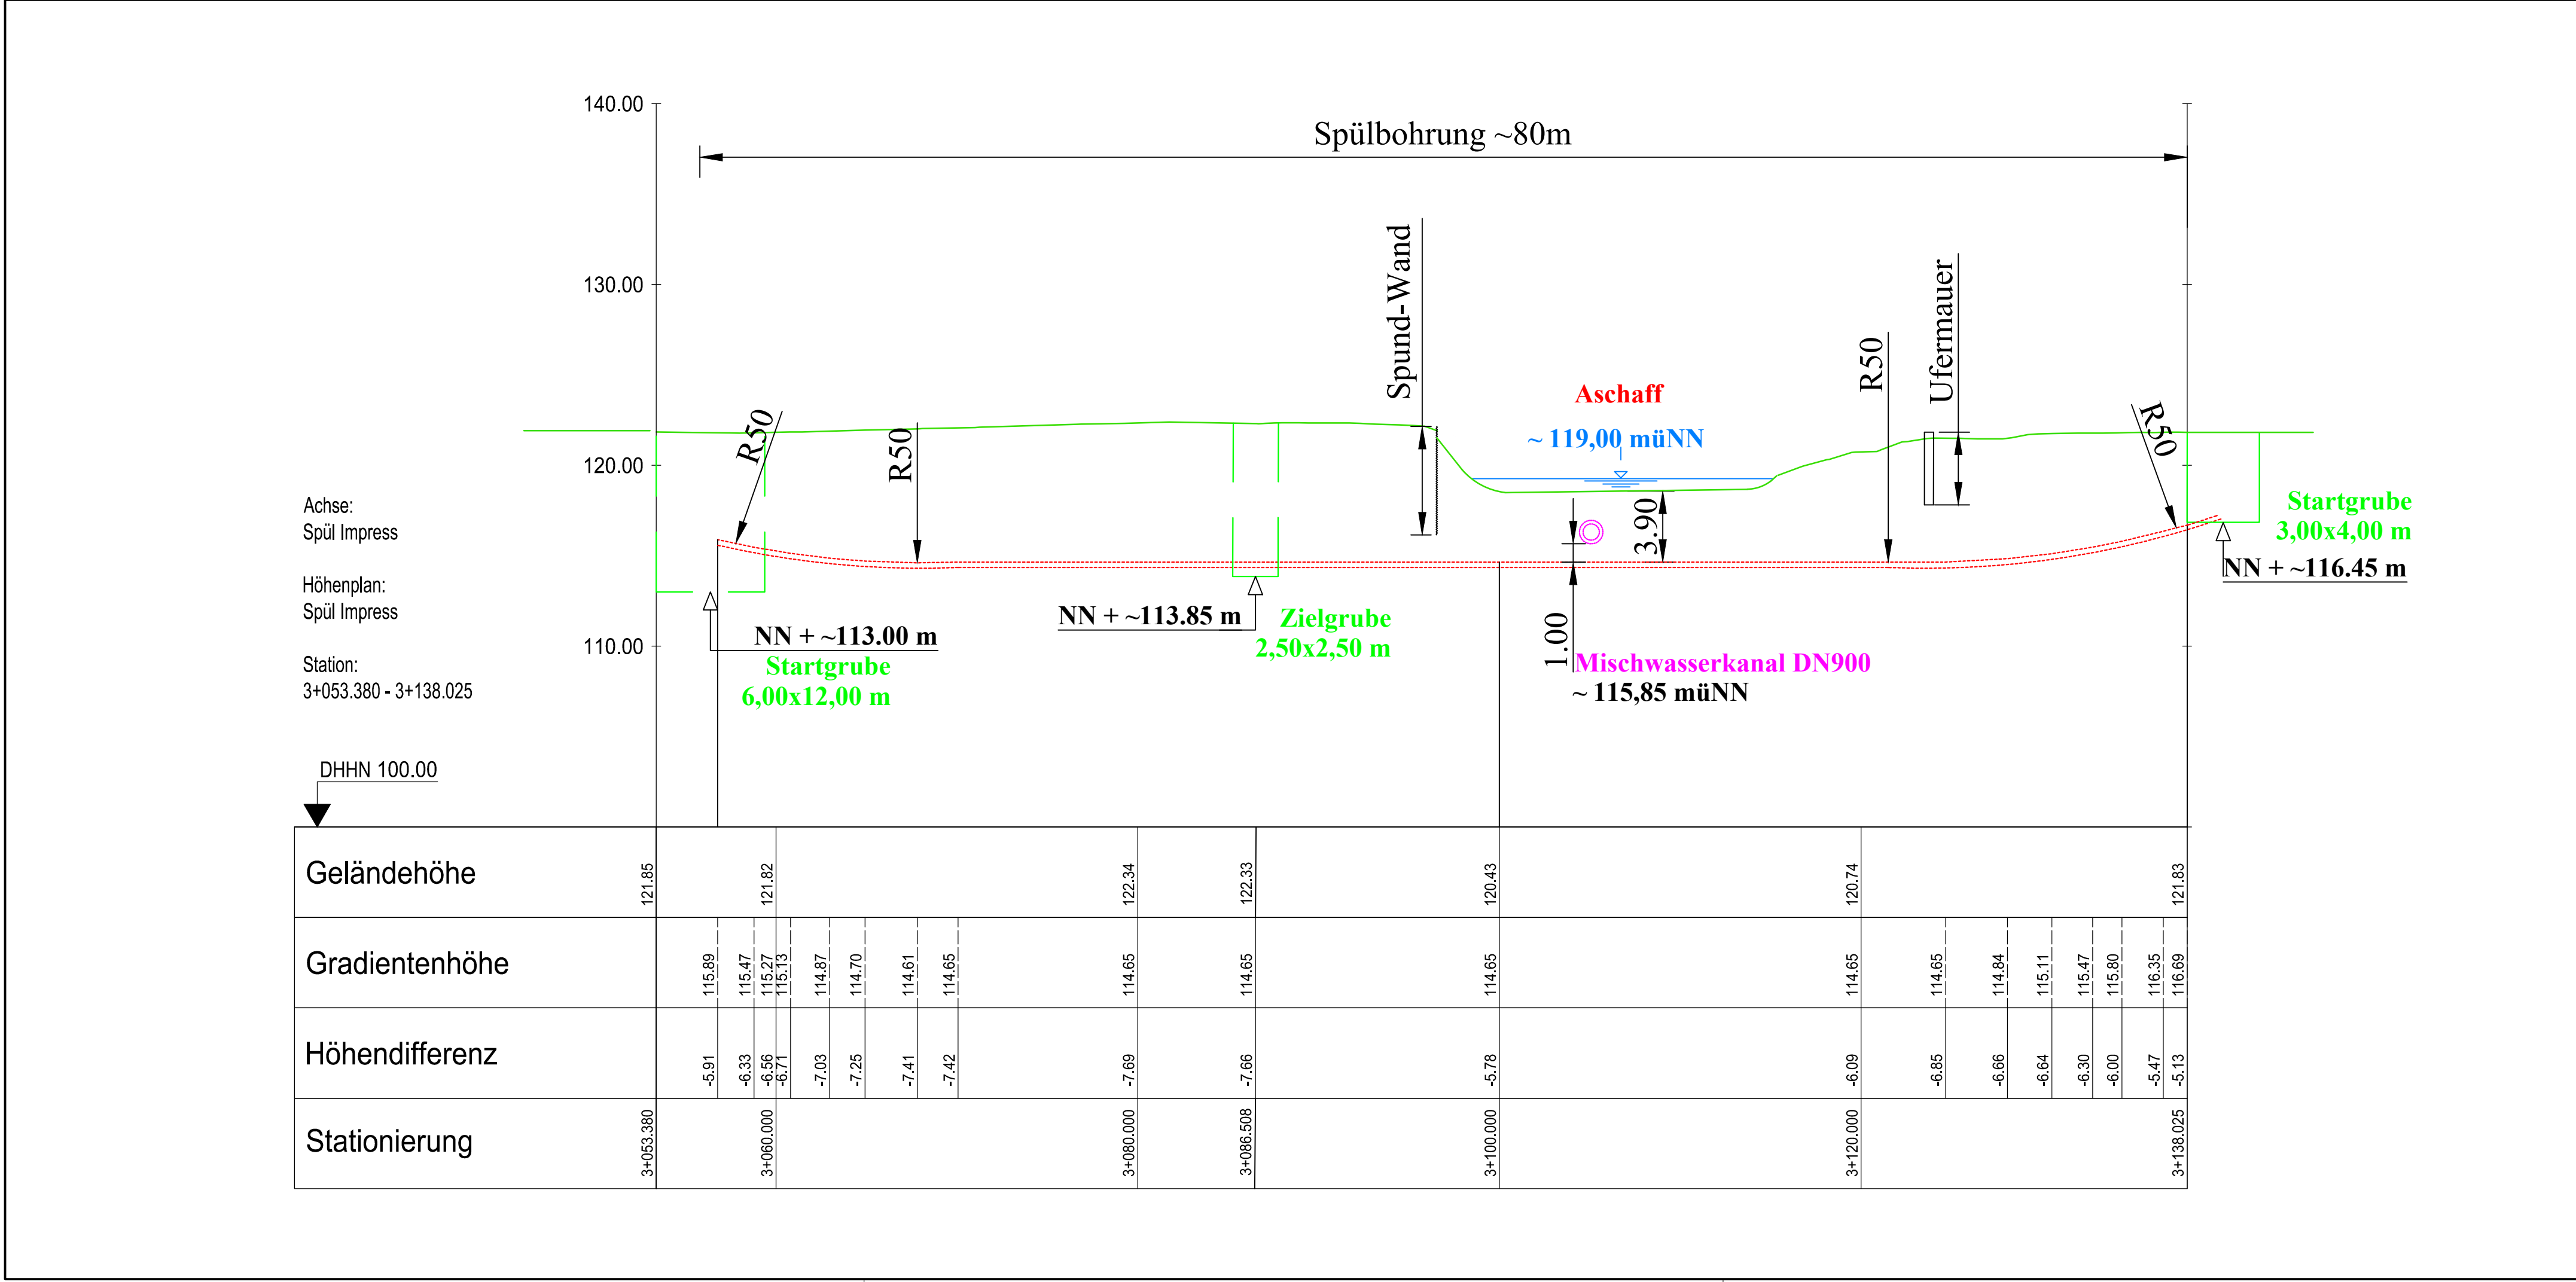 140.00
Spülbohrung ~80m
130.00
Spund-Wand
R50
Ufermauer
Aschaff
~ 119,00 müNN
R50
R50
R50
120.00
Achse:
Spül Impress
3.90
Startgrube
3,00x4,00 m
NN + ~116.45 m
Höhenplan:
Spül Impress
NN + ~113.85 m
Zielgrube
2,50x2,50 m
1.00
NN + ~113.00 m
110.00
Startgrube
6,00x12,00 m
Mischwasserkanal DN900
~ 115,85 müNN
Station:
3+053.380 - 3+138.025
DHHN 100.00
Geländehöhe
121.85 121.82 122.34 122.33 120.43 120.74 121.83
Gradientenhöhe
115.89 115.47 115.27 115.13 114.87 114.70 114.61 114.65 114.65 114.65 114.65 114.65 114.65 114.84 115.11 115.47 115.80 116.35 116.69
Höhendifferenz
-5.91 -6.33 -6.56 -6.71 -7.03 -7.25 -7.41 -7.42 -7.69 -7.66 -5.78 -6.09 -6.85 -6.66 -6.64 -6.30 -6.00 -5.47 -5.13
Stationierung
3+053.380 3+060.000 3+080.000 3+086.508 3+100.000 3+120.000 3+138.025